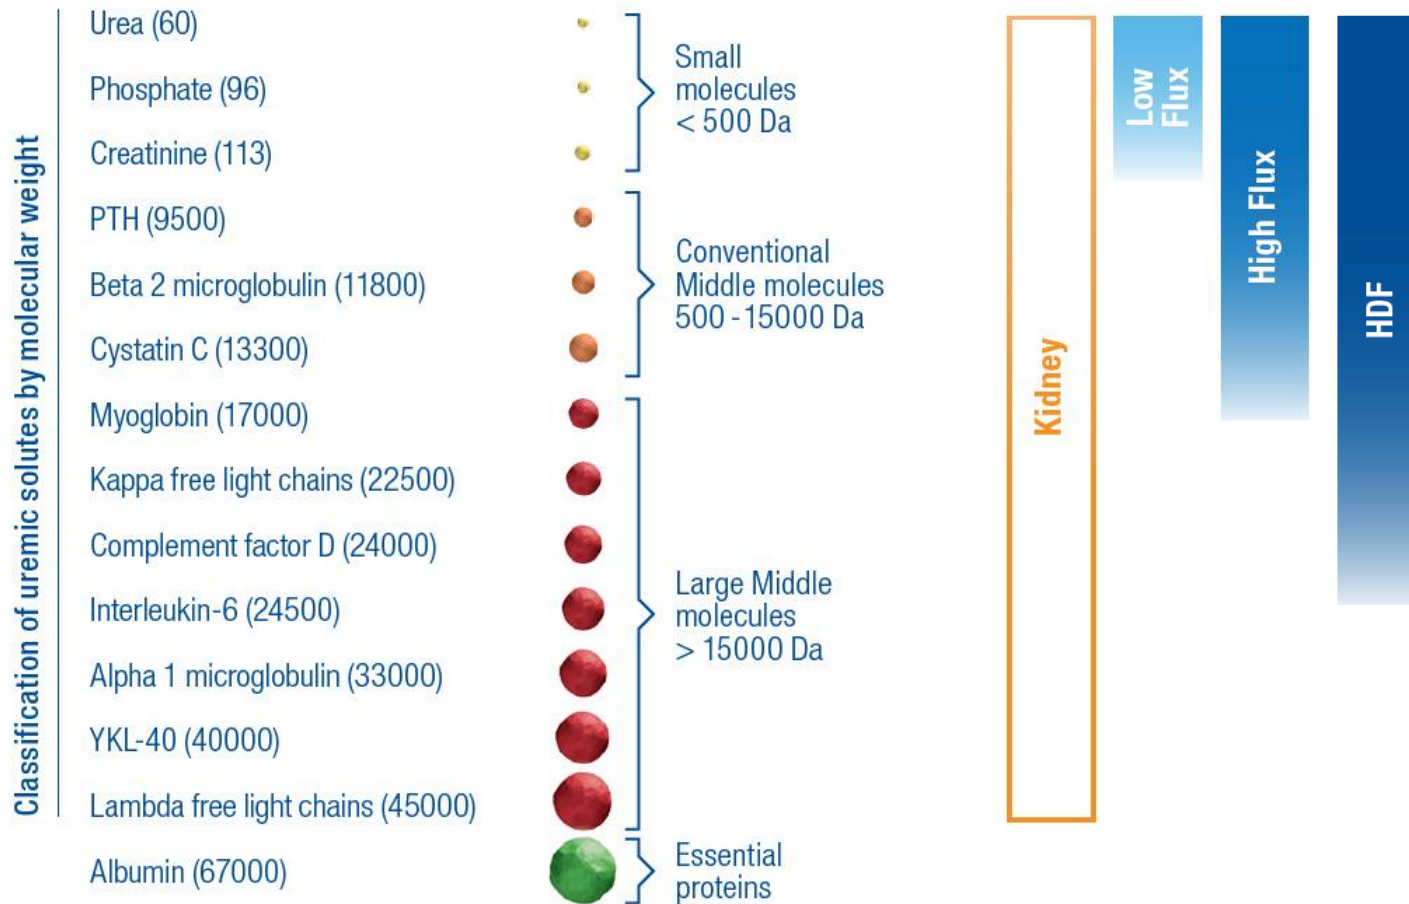 Classification of uremic solutes by molecular weight
Urea (60)
Phosphate (96)
Creatinine (113)
PTH (9500)
Beta 2 microglobulin (11800)
Cystatin C (13300)
Myoglobin (17000)
Kappa free light chains (22500)
Complement factor D (24000)
Interleukin-6 (24500)
Alpha 1 microglobulin (33000)
YKL-40 (40000)
Lambda free light chains (45000)
Albumin (67000)
Small
molecules
< 500 Da
Conventional
Middle molecules
500 -15000 Da
Large Middle
molecules
> 15000 Da
Essential
proteins
Kidney
Low
Flux
High Flux
HDF